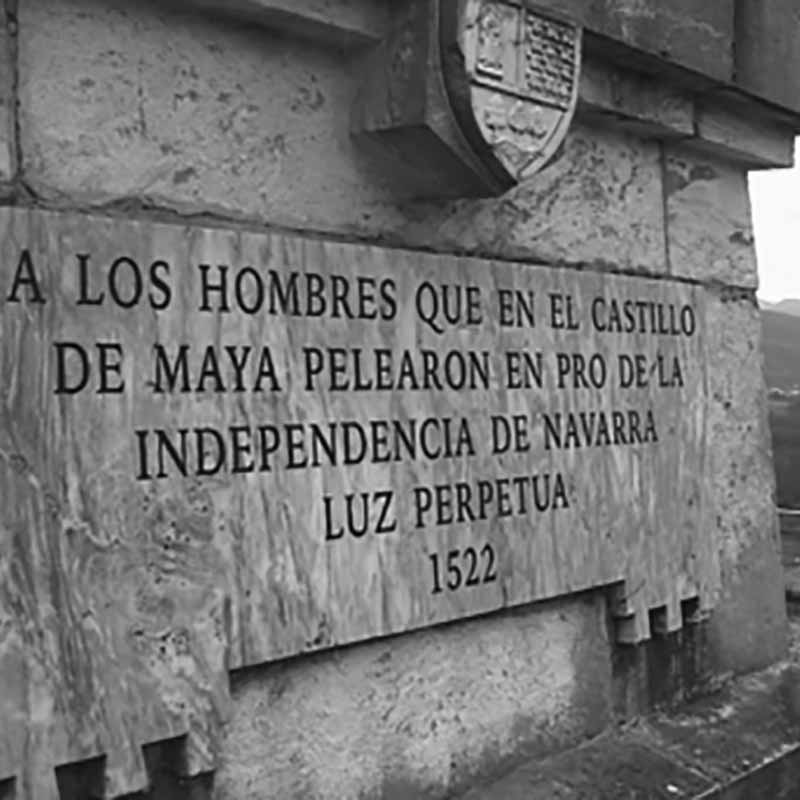 A LOS HOMBRES QUE EN EL CASTILLO
DE MAYA PELEARON EN PRO DE LA
INDEPENDENCIA DE NAVARRA
LUZ PERPETUA
1522